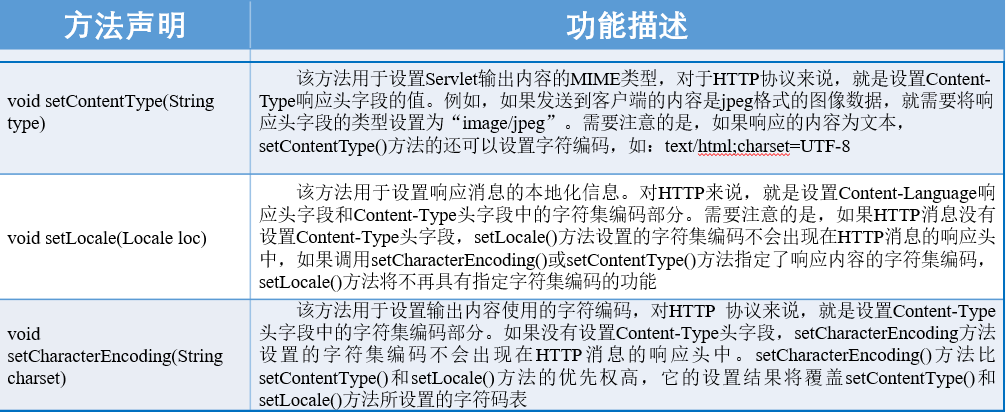 方法声明
功能描述
void setContentType(String
type)
该方法用于设置Servlet输出内容的MIME类型，对于HTTP协议来说，就是设置Content-
Type响应头字段的值。例如，如果发送到客户端的内容是jpeg格式的图像数据，就需要将
响应头字段的类型设置为“image/jpeg”。需要注意的是，如果响应的内容为文本，
setContentType()方法的还可以设置字符编码，如：text/html;charset=UTF-8
void setLocale(Locale loc)
该方法用于设置响应消息的本地化信息。对HTTP来说，就是设置Content-Language响
应头字段和Content-Type头字段中的字符集编码部分。需要注意的是，如果HTTP消息没有
设置Content-Type头字段，setLocale()方法设置的字符集编码不会出现在HTTP消息的响应头
中，如果调用setCharacterEncoding()或setContentType()方法指定了响应内容的字符集编码，
setLocale()方法将不再具有指定字符集编码的功能
void
setCharacterEncoding(String
charset)
该方法用于设置输出内容使用的字符编码，对HTTP 协议来说，就是设置Content-Type
头字段中的字符集编码部分。如果没有设置Content-Type头字段，setCharacterEncoding方法
设置的字符集编码不会出现在HTTP消息的响应头中。setCharacterEncoding()方法比
setContentType()和setLocale()方法的优先权高，它的设置结果将覆盖setContentType()和
setLocale()方法所设置的字符码表